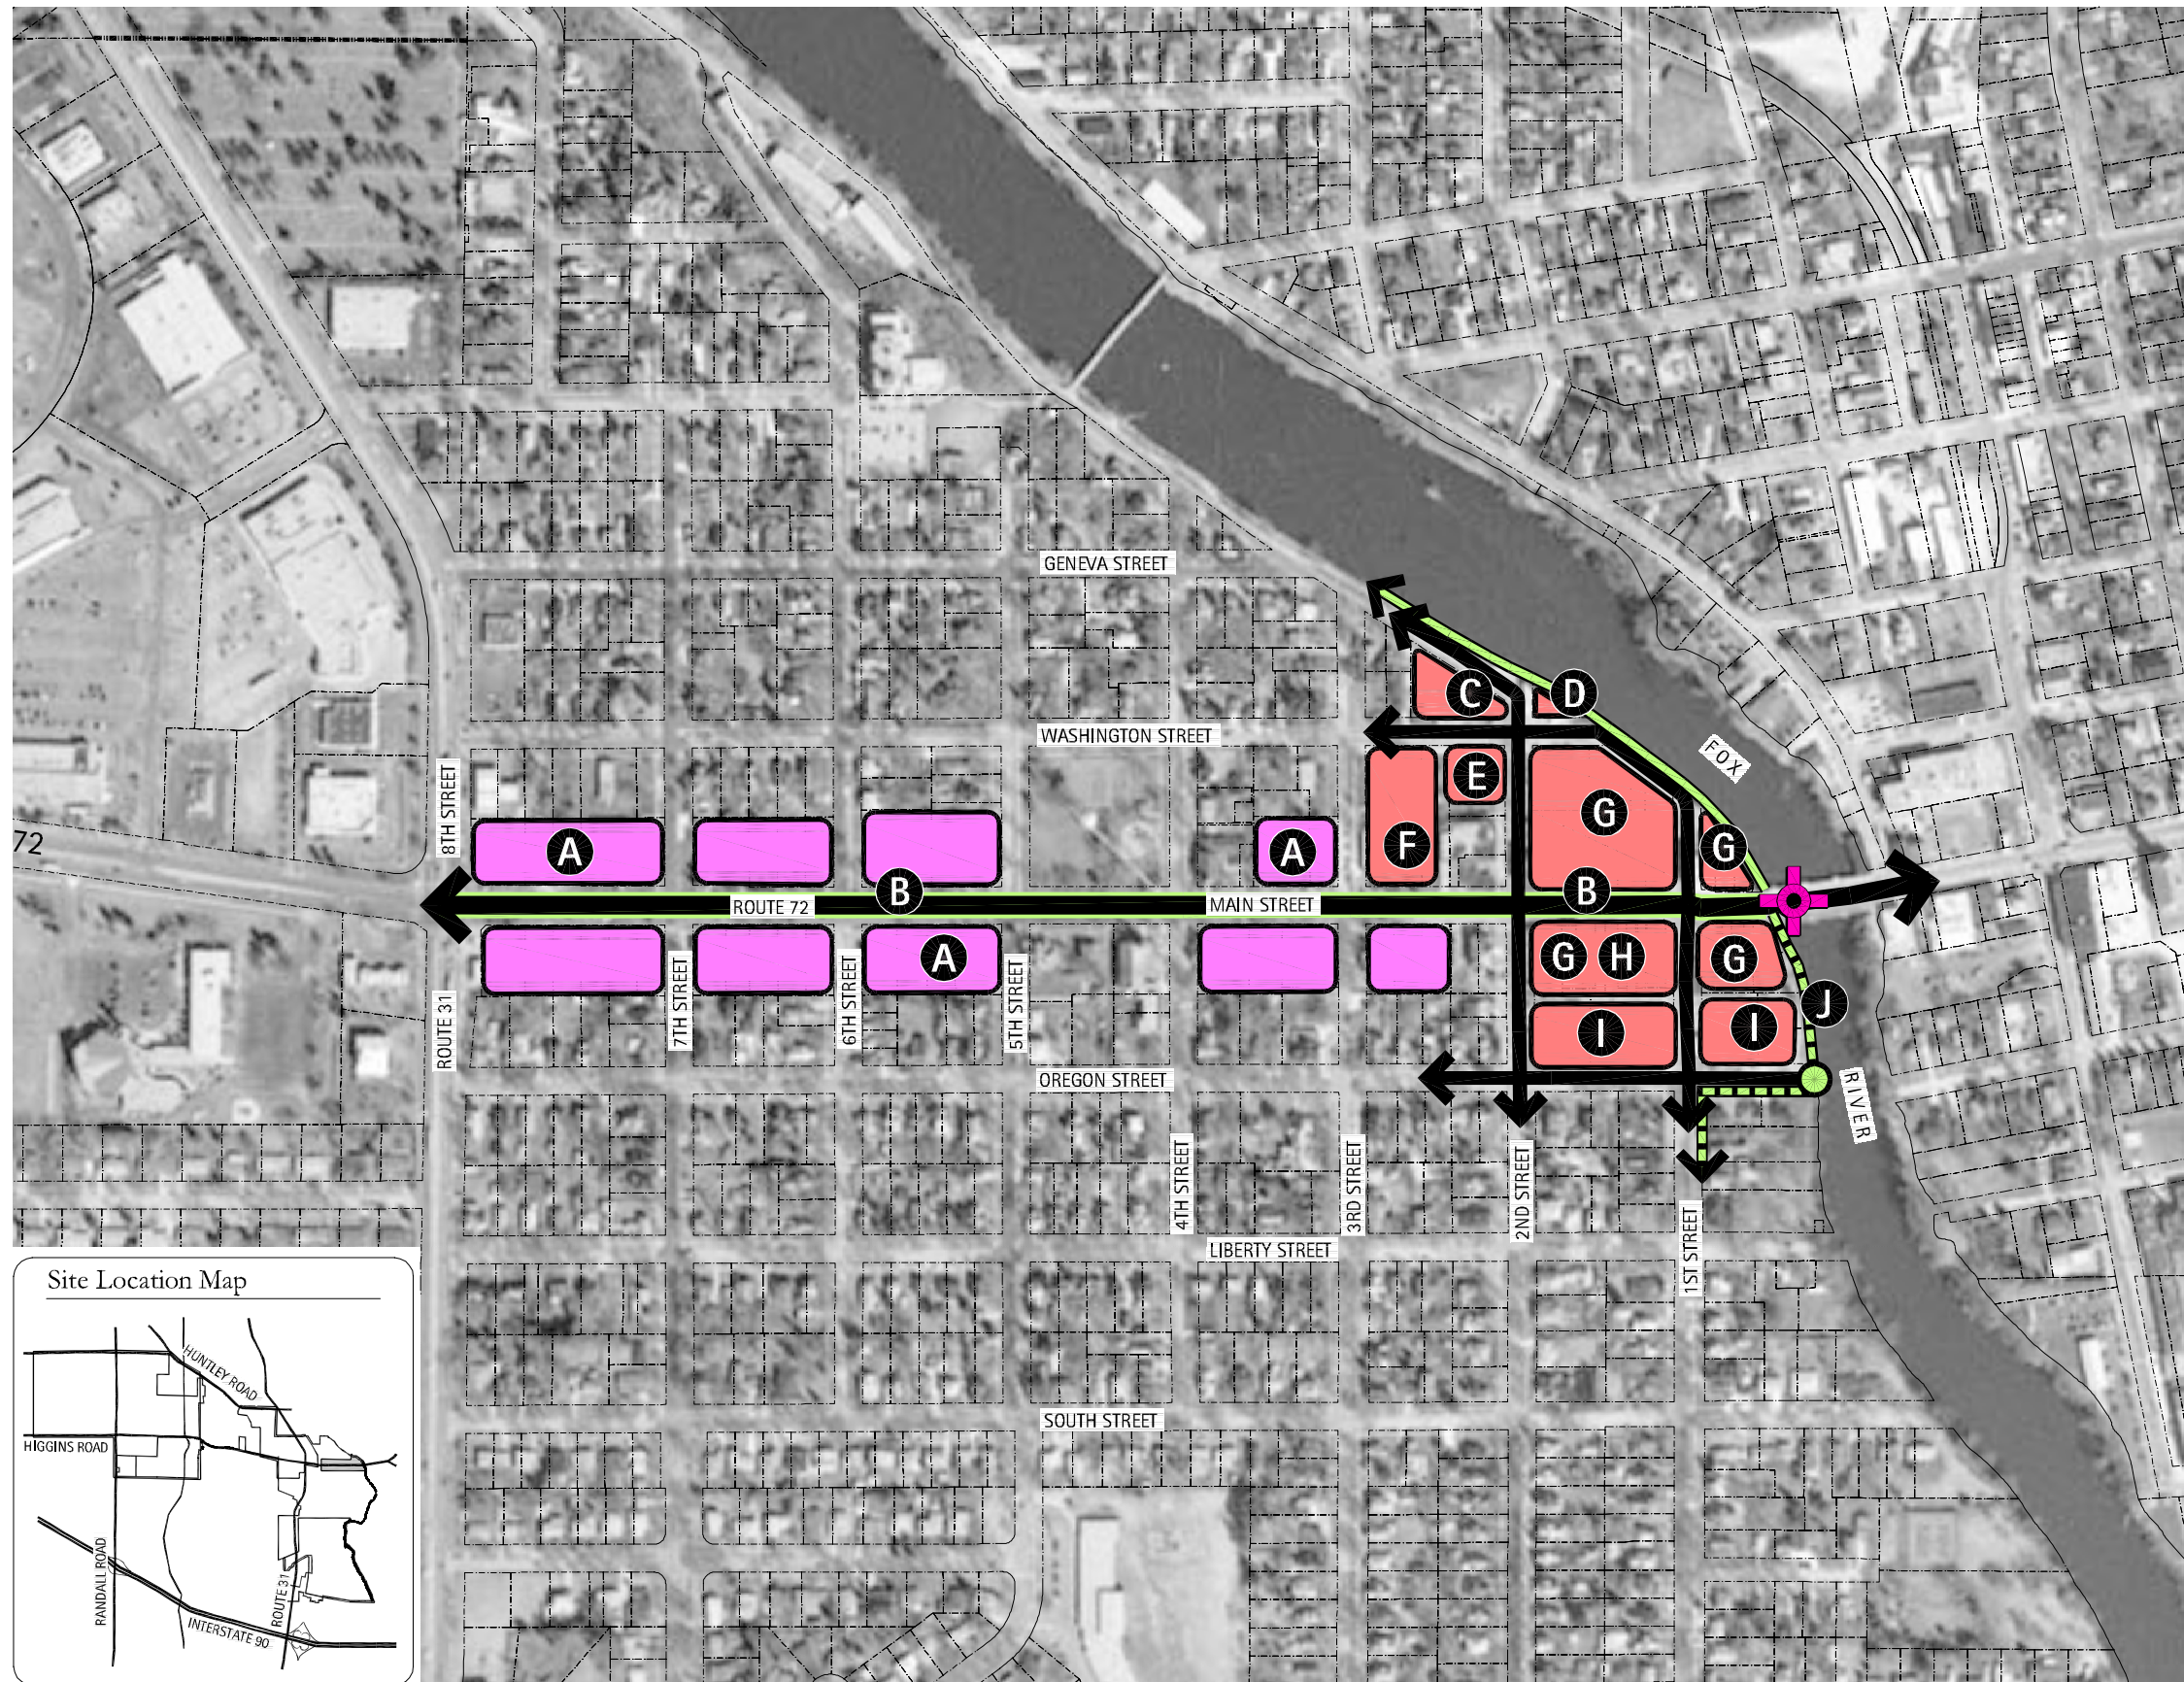 GENEVA STREET
C
D
WASHINGTON STREET
FOX
8TH STREET
E
G
72
A
A
F
G
B
B
ROUTE 72
MAIN STREET
A
G
H
G
7TH STREET
6TH STREET
5TH STREET
J
ROUTE 31
I
I
OREGON STREET
RIVER
4TH STREET
3RD STREET
2ND STREET
1ST STREET
LIBERTY STREET
SOUTH STREET
Site Location Map
HUNTLEY ROAD
HIGGINS ROAD
RANDALL ROAD
ROUTE 31
INTERSTATE 90